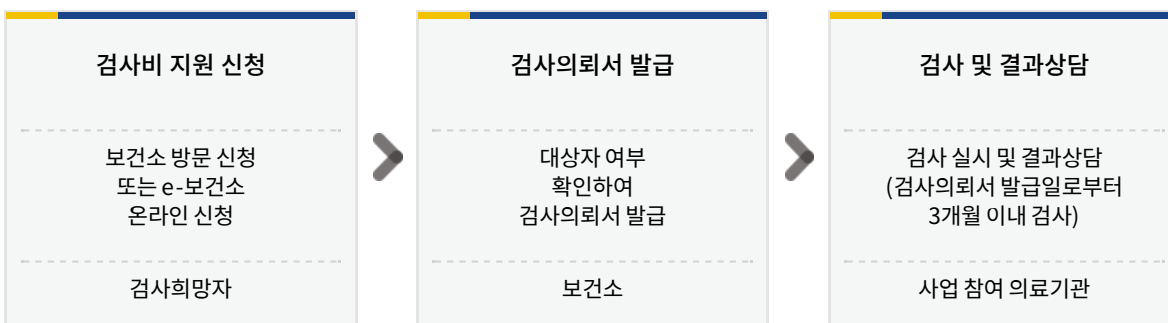 검사비 지원 신청
보건소 방문 신청
또는 e-보건소
온라인 신청
검사희망자
검사의뢰서 발급
대상자 여부
확인하여
검사의뢰서 발급
보건소
검사 및 결과상담
검사 실시 및 결과상담
(검사의뢰서 발급일로부터
3개월 이내 검사)
사업 참여 의료기관